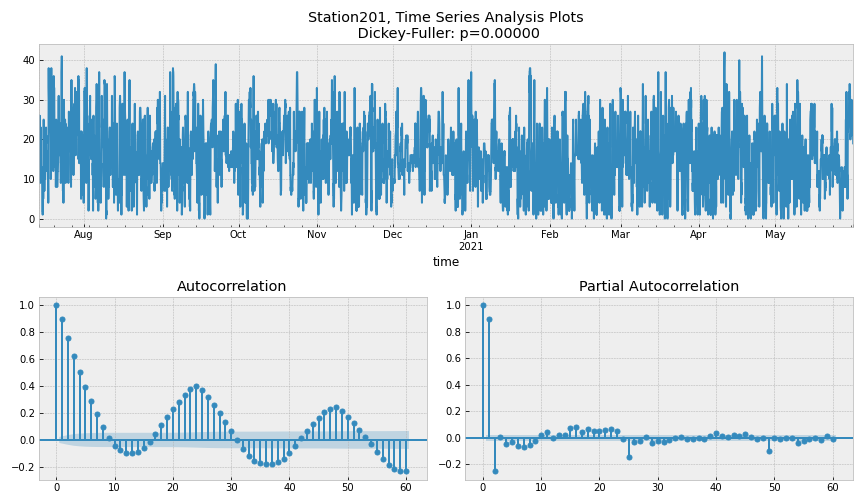 Station201, Time Series Analysis Plots
Dickey-Fuller: p=0.00000
40
30
20
10
0
Aug Sep Oct Nov Dec Jan Feb Mar Apr May
2021
time
Autocorrelation Partial Autocorrelation
1.0 1.0
0.8 0.8
0.6 0.6
0.4 0.4
0.2 0.2
0.0 0.0
−0.2 −0.2
0 10 20 30 40 50 60 0 10 20 30 40 50 60